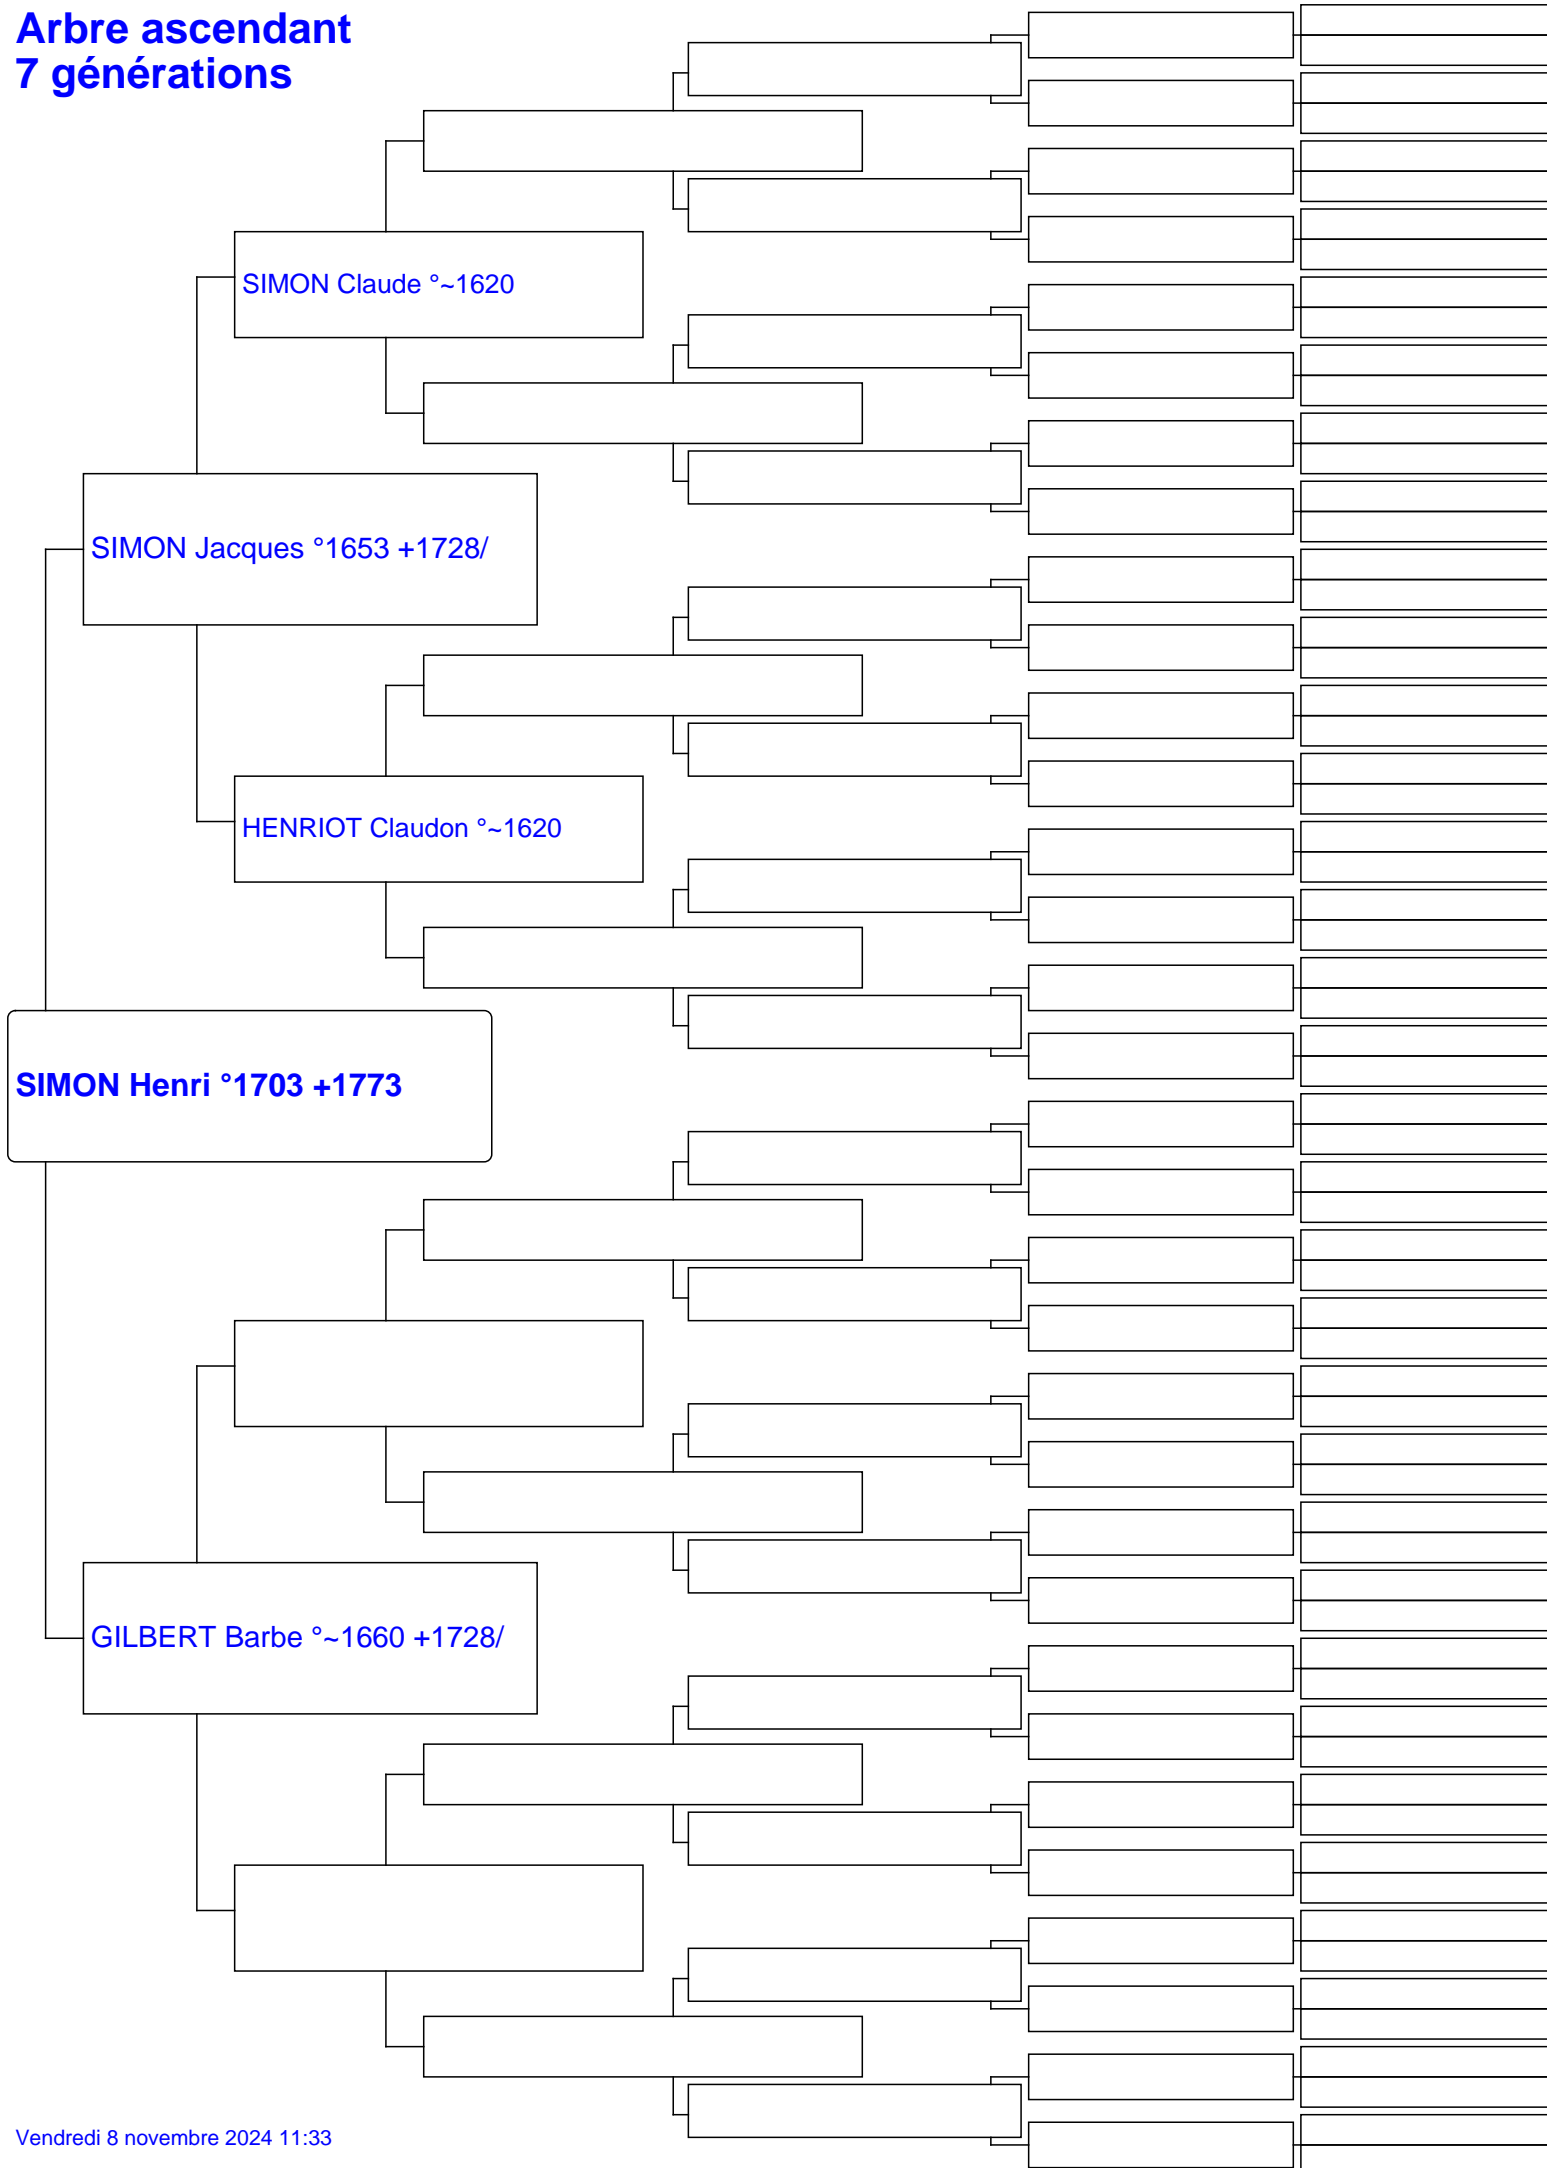 Arbre ascendant
7 générations
SIMON Claude °~1620
SIMON Jacques °1653 +1728/
HENRIOT Claudon °~1620
SIMON Henri °1703 +1773
GILBERT Barbe °~1660 +1728/
Vendredi 8 novembre 2024 11:33